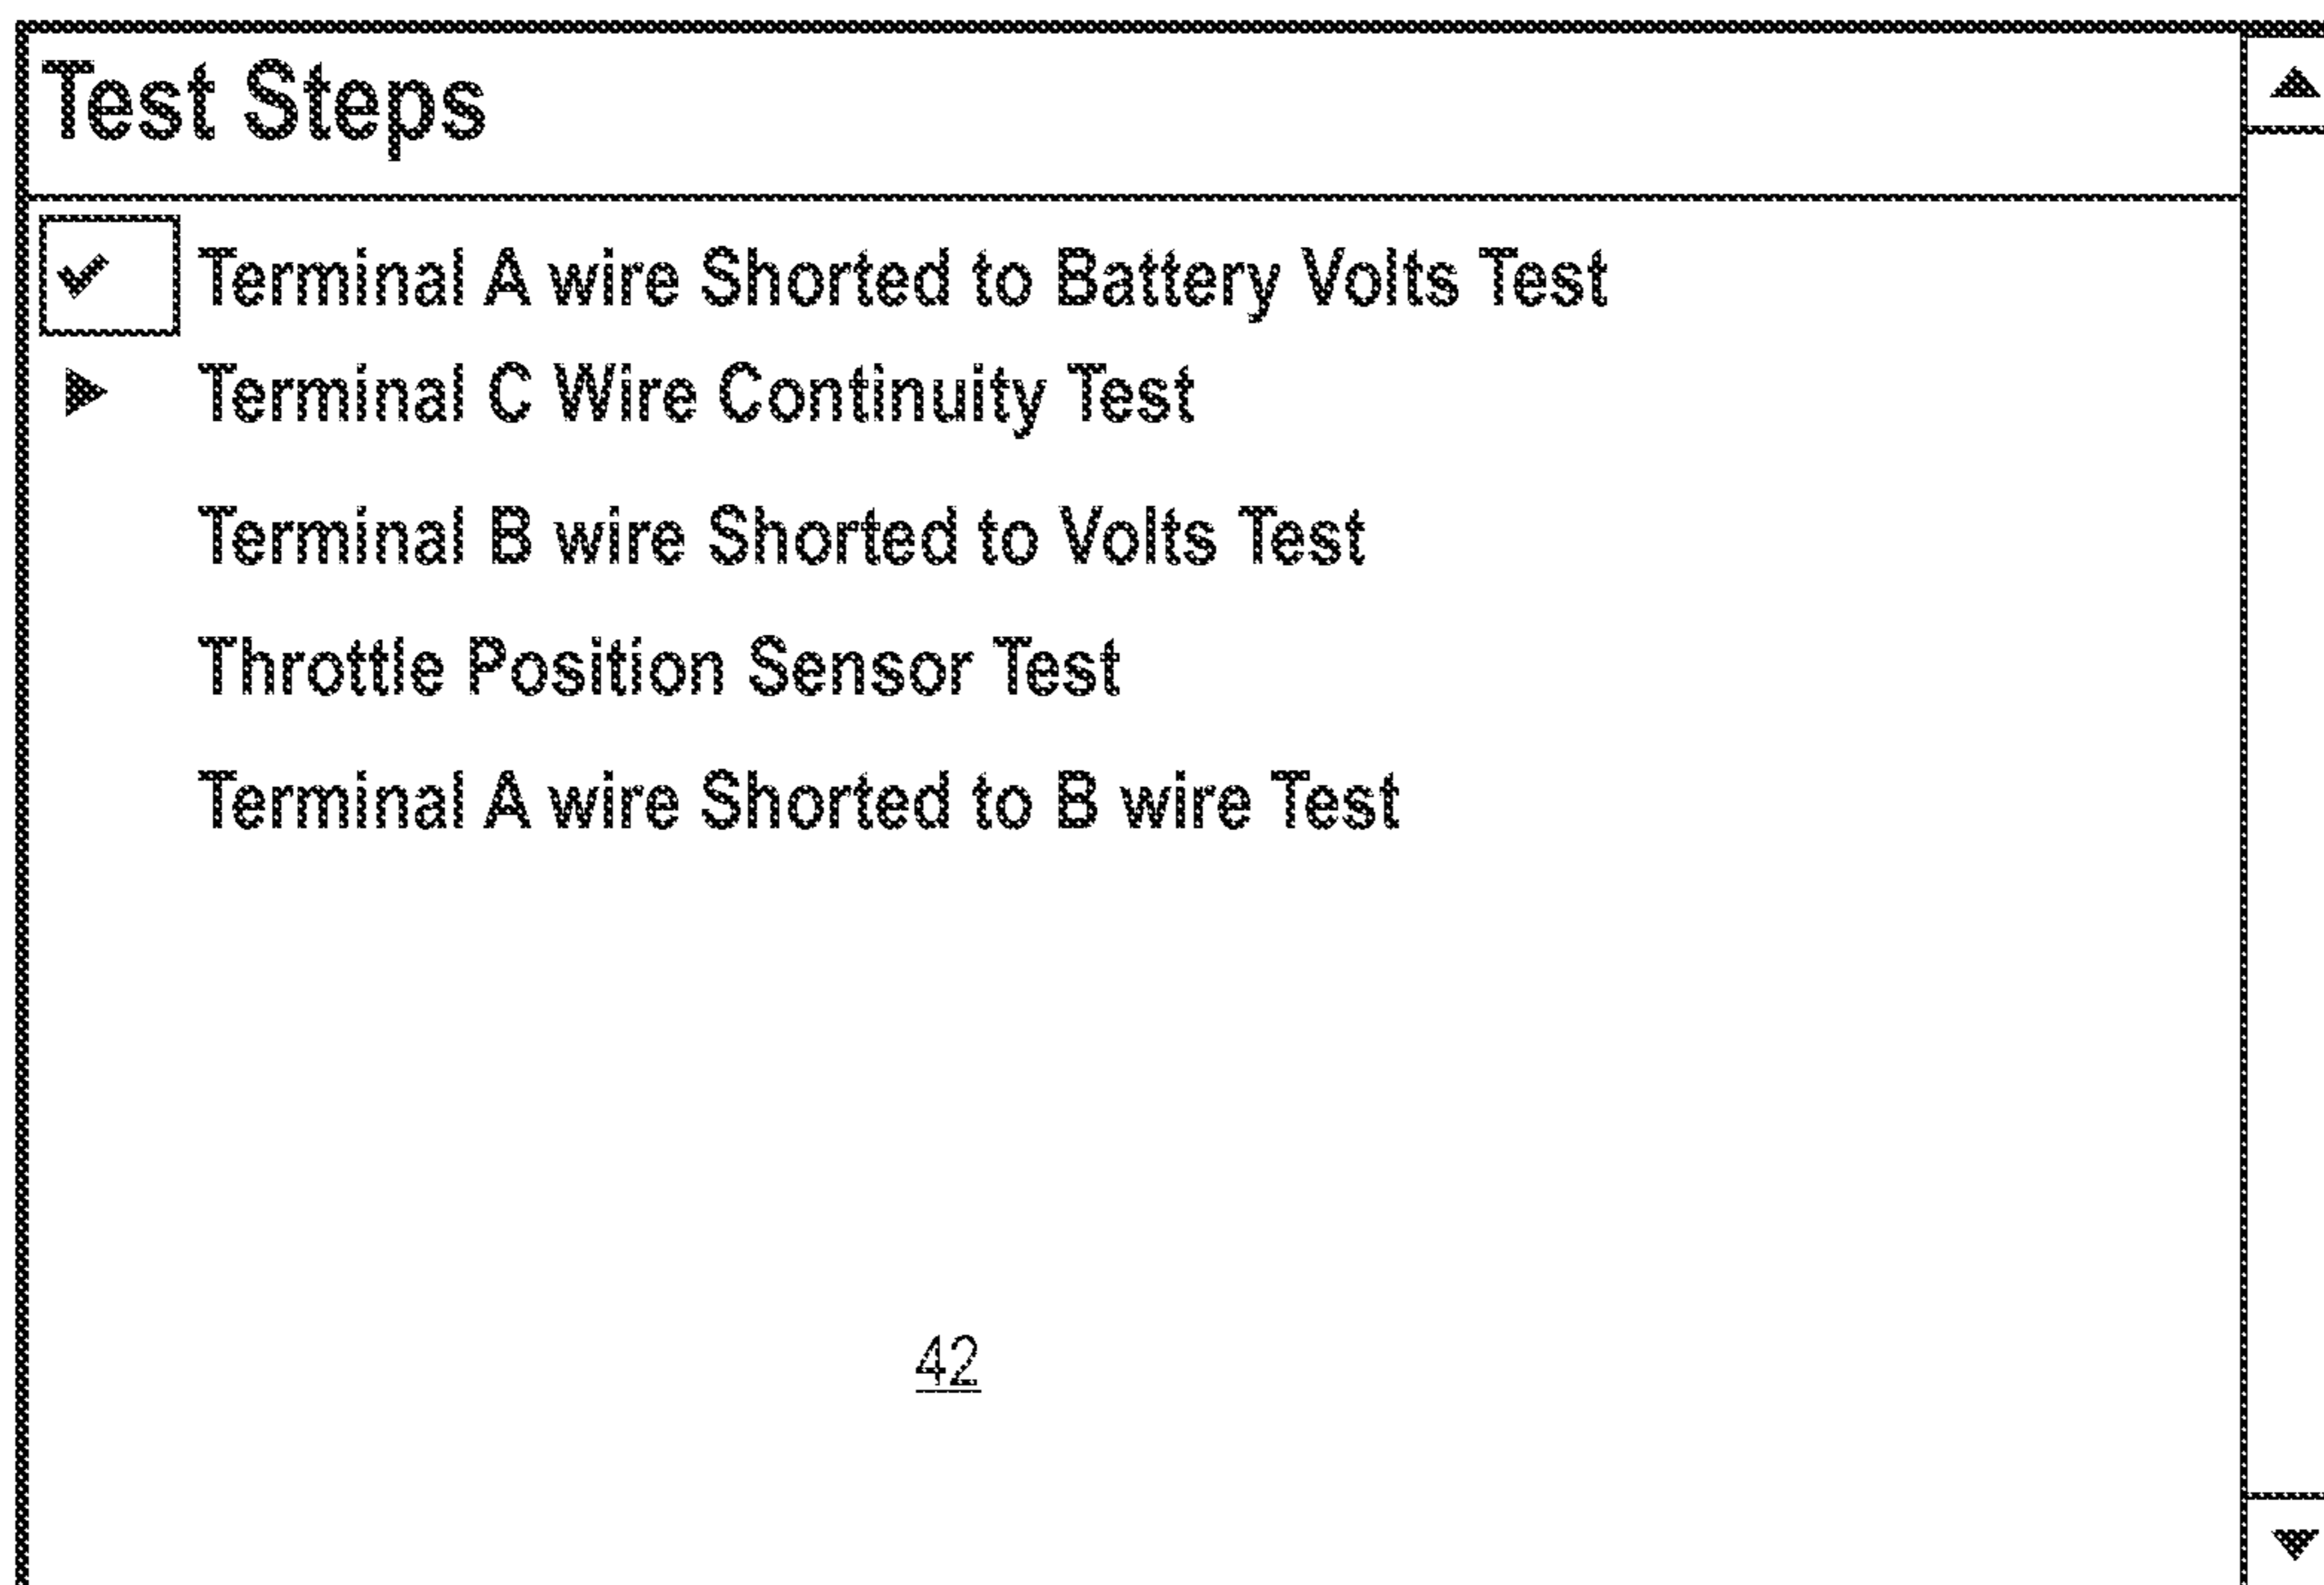 Test Steps
Terminal A wire Shorted to Battery Volts Test
Terminal C Wire Continuity Test
Terminal B wire Shorted to Volts Test
Throttle Position Sensor Test
Terminal A wire Shorted to B wire Test
42